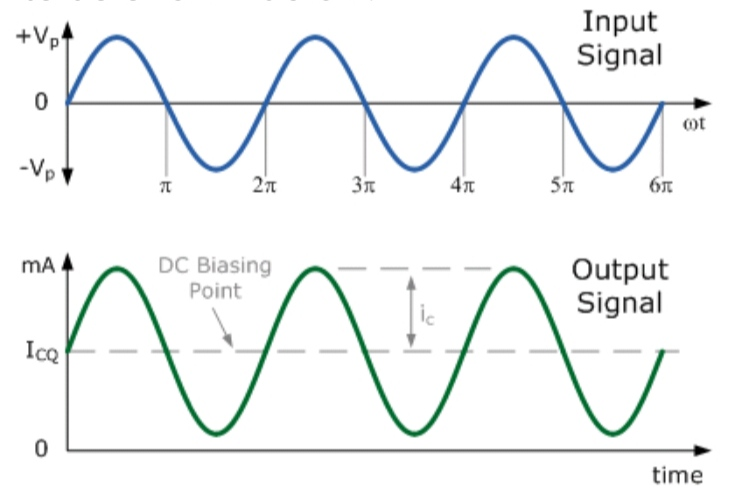 +Vp
Input
Signal
0
ωt
-Vp
π
2π
3π
4π
5π
6π
mA
DC Biasing
Point
Output
Signal
ic
ICQ
0
time